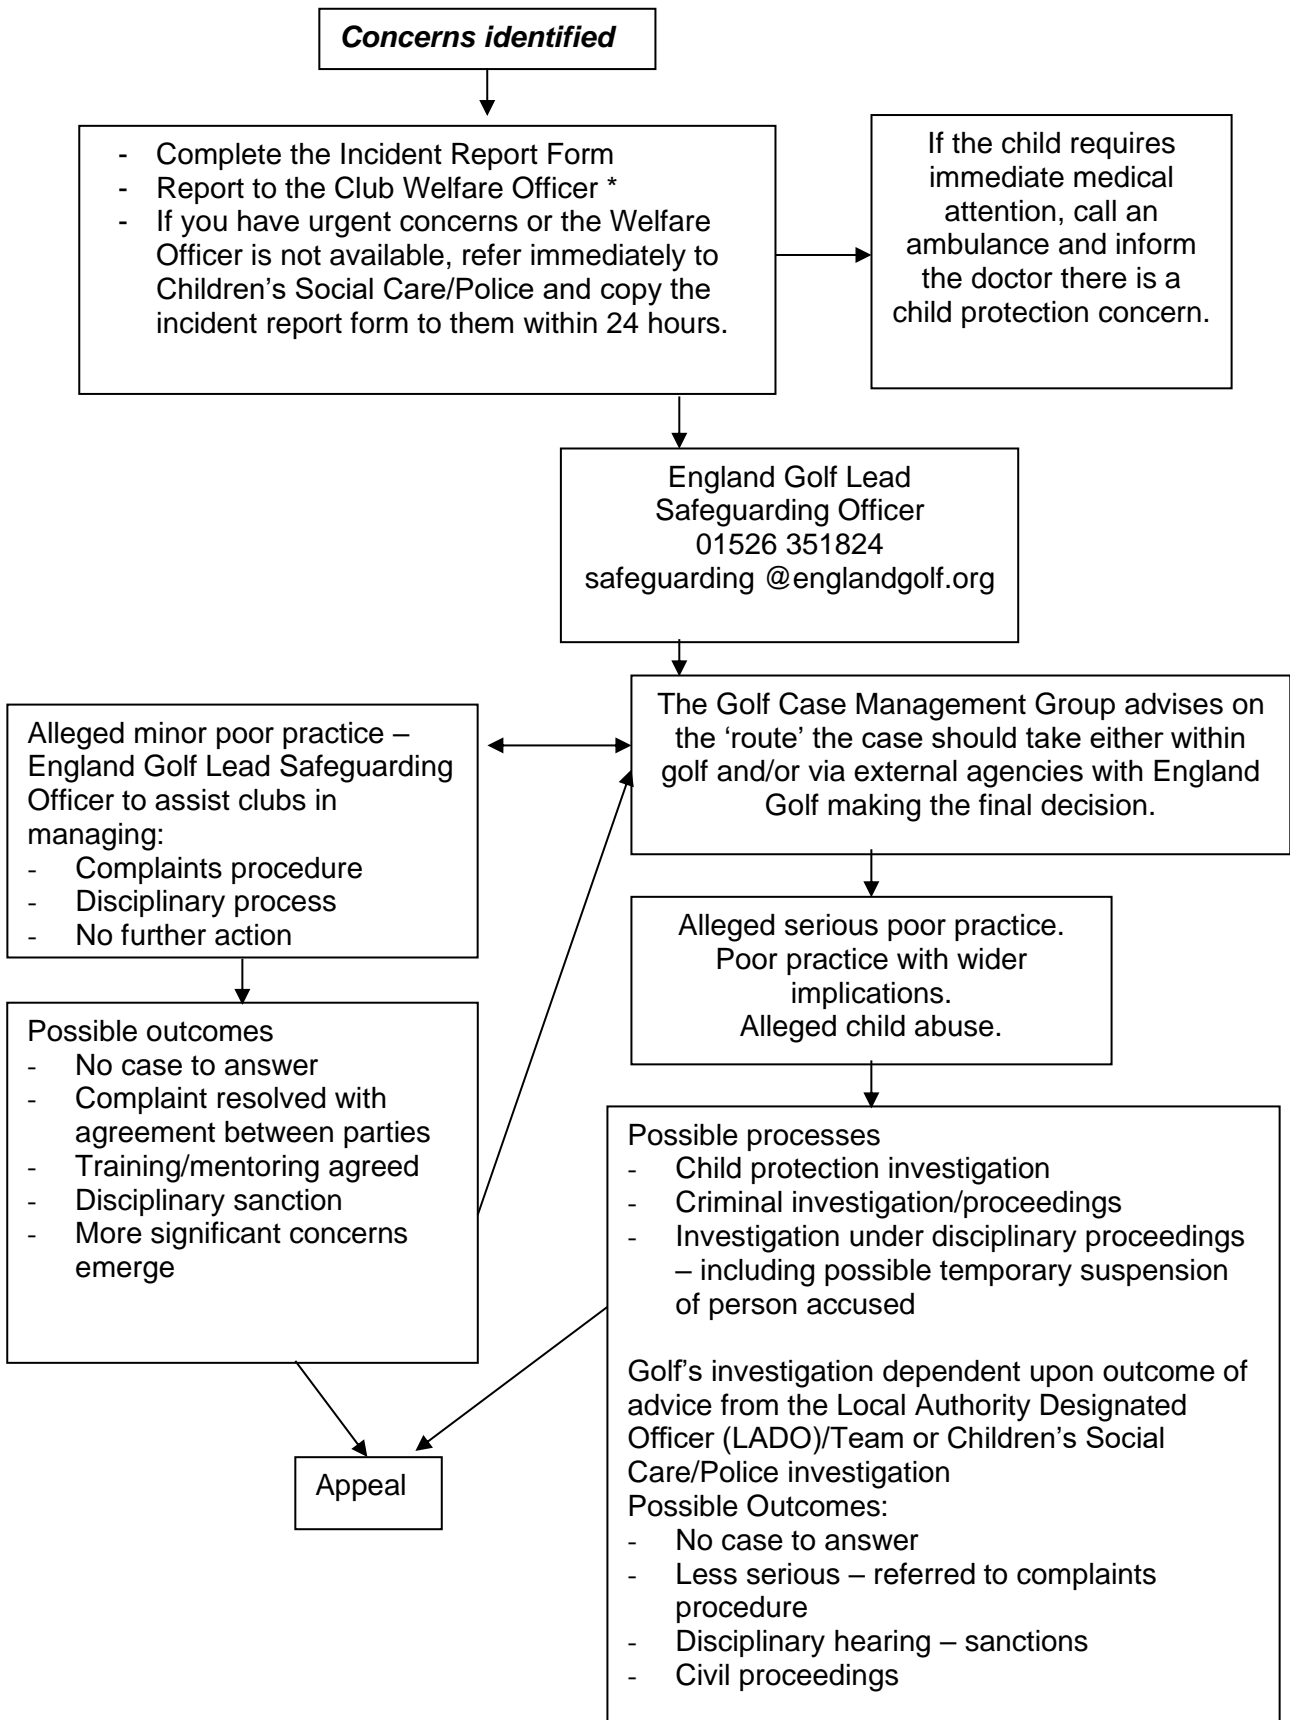 Concerns identified
- Complete the Incident Report Form
- Report to the Club Welfare Officer *
- If you have urgent concerns or the Welfare
Officer is not available, refer immediately to
Children’s Social Care/Police and copy the
incident report form to them within 24 hours.
If the child requires
immediate medical
attention, call an
ambulance and inform
the doctor there is a
child protection concern.
England Golf Lead
Safeguarding Officer
01526 351824
safeguarding @englandgolf.org
The Golf Case Management Group advises on
the ‘route’ the case should take either within
golf and/or via external agencies with England
Golf making the final decision.
Alleged minor poor practice –
England Golf Lead Safeguarding
Officer to assist clubs in
managing:
- Complaints procedure
- Disciplinary process
- No further action
Alleged serious poor practice.
Poor practice with wider
implications.
Alleged child abuse.
Possible outcomes
- No case to answer
- Complaint resolved with
agreement between parties
- Training/mentoring agreed
- Disciplinary sanction
- More significant concerns
emerge
Possible processes
- Child protection investigation
- Criminal investigation/proceedings
- Investigation under disciplinary proceedings
– including possible temporary suspension
of person accused
Golf’s investigation dependent upon outcome of
advice from the Local Authority Designated
Officer (LADO)/Team or Children’s Social
Care/Police investigation
Possible Outcomes:
- No case to answer
- Less serious – referred to complaints
procedure
- Disciplinary hearing – sanctions
- Civil proceedings
Appeal